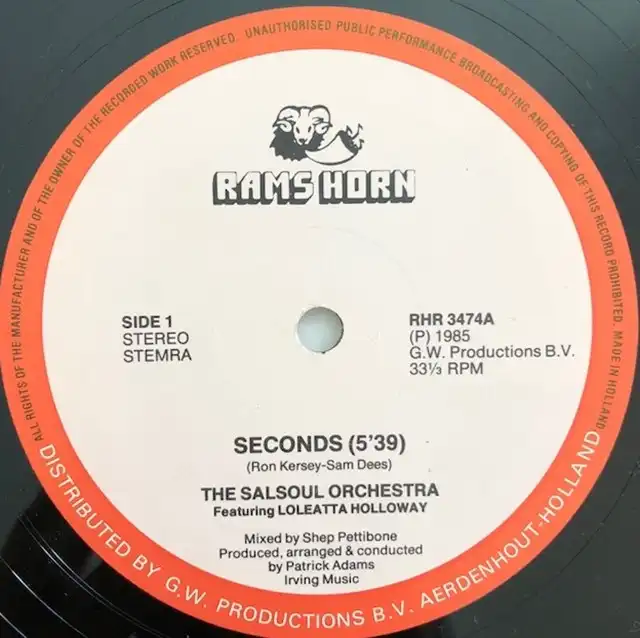 ALL RIGHTS OF THE MANUFACTURER AND OF THE OWNER OF THE RECORDED WORK RESERVED. UNAUTHORISED PUBLIC PERFORMANCE BROADCASTING AND COPYING OF THIS RECORD PROHIBITED. MADE IN HOLLAND
RAMS HORN
SIDE 1
STEREO
STEMRA
RHR 3474A
(P) 1985
G.W. Productions B.V.
33⅓ RPM
SECONDS (5'39)
(Ron Kersey-Sam Dees)
THE SALSOUL ORCHESTRA
Featuring LOLEATTA HOLLOWAY
Mixed by Shep Pettibone
Produced, arranged & conducted
by Patrick Adams
Irving Music
DISTRIBUTED BY G.W. PRODUCTIONS B.V. AERDENHOUT-HOLLAND